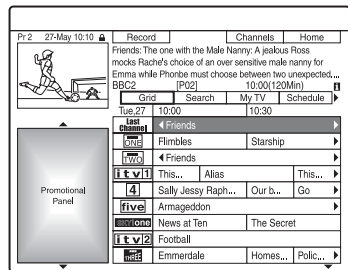 Pr 2 27-May 10:10
Record Channels Home
Friends: The one with the Male Nanny: A jealous Ross
mocks Rache's choice of an over sensitive male nanny for
Emma while Phonbe must choose between two unexpected....
BBC2 [P02] 10:00(120Min)
Grid Search My TV Schedule
Tue,27 10:00 10:30
Last Channel Friends
ONE Flimbles Starship
TWO Friends
itv1 This... Alias This...
4 Sally Jessy Raph... Our b... Go
five Armageddon
one News at Ten The Secret
itv2 Football
THREE Emmerdale Homes... Polic...
Promotional
Panel